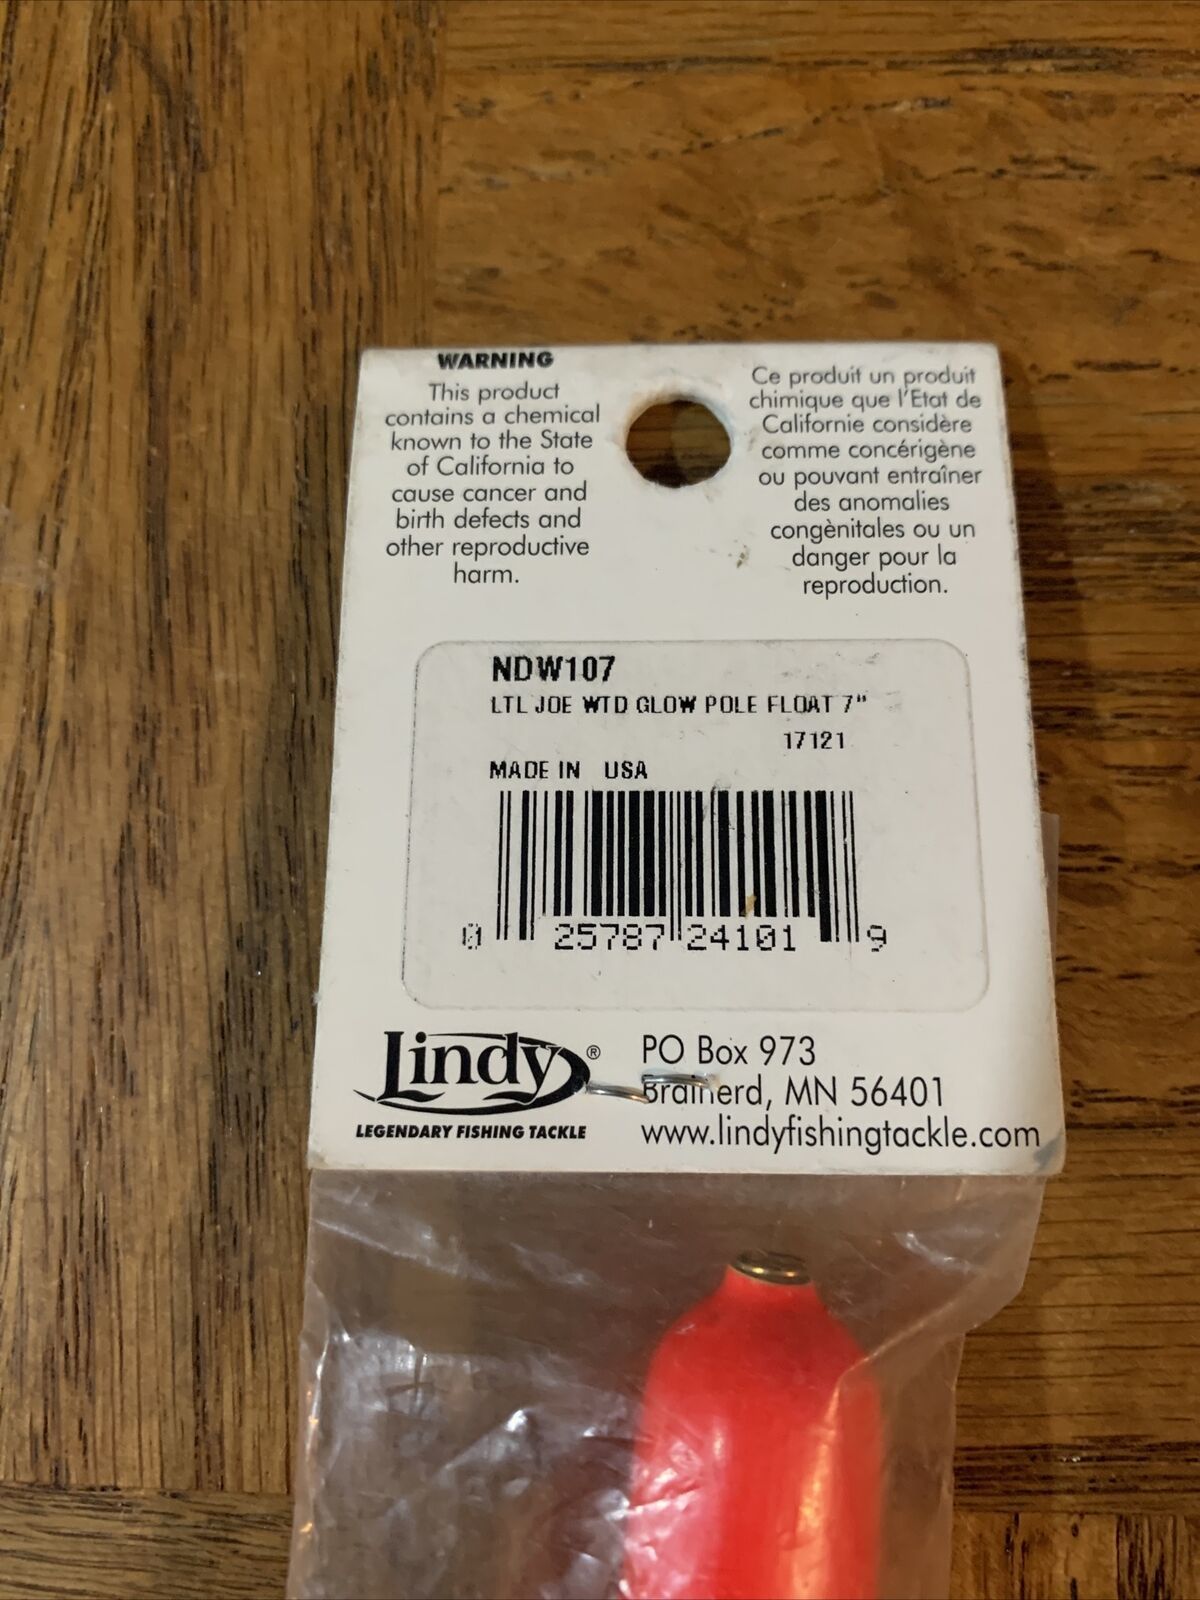 WARNING
This product
contains a chemical
known to the State
of California to
cause cancer and
birth defects and
other reproductive
harm.
Ce produit un produit
chimique que l'Etat de
Californie considère
comme concérigène
ou pouvant entraîner
des anomalies
congènitales ou un
danger pour la
reproduction.
NDW107
LTL JOE WTD GLOW POLE FLOAT 7"
17121
MADE IN USA
0 25787 24101 9
Lindy®
LEGENDARY FISHING TACKLE
PO Box 973
Brainerd, MN 56401
www.lindyfishingtackle.com